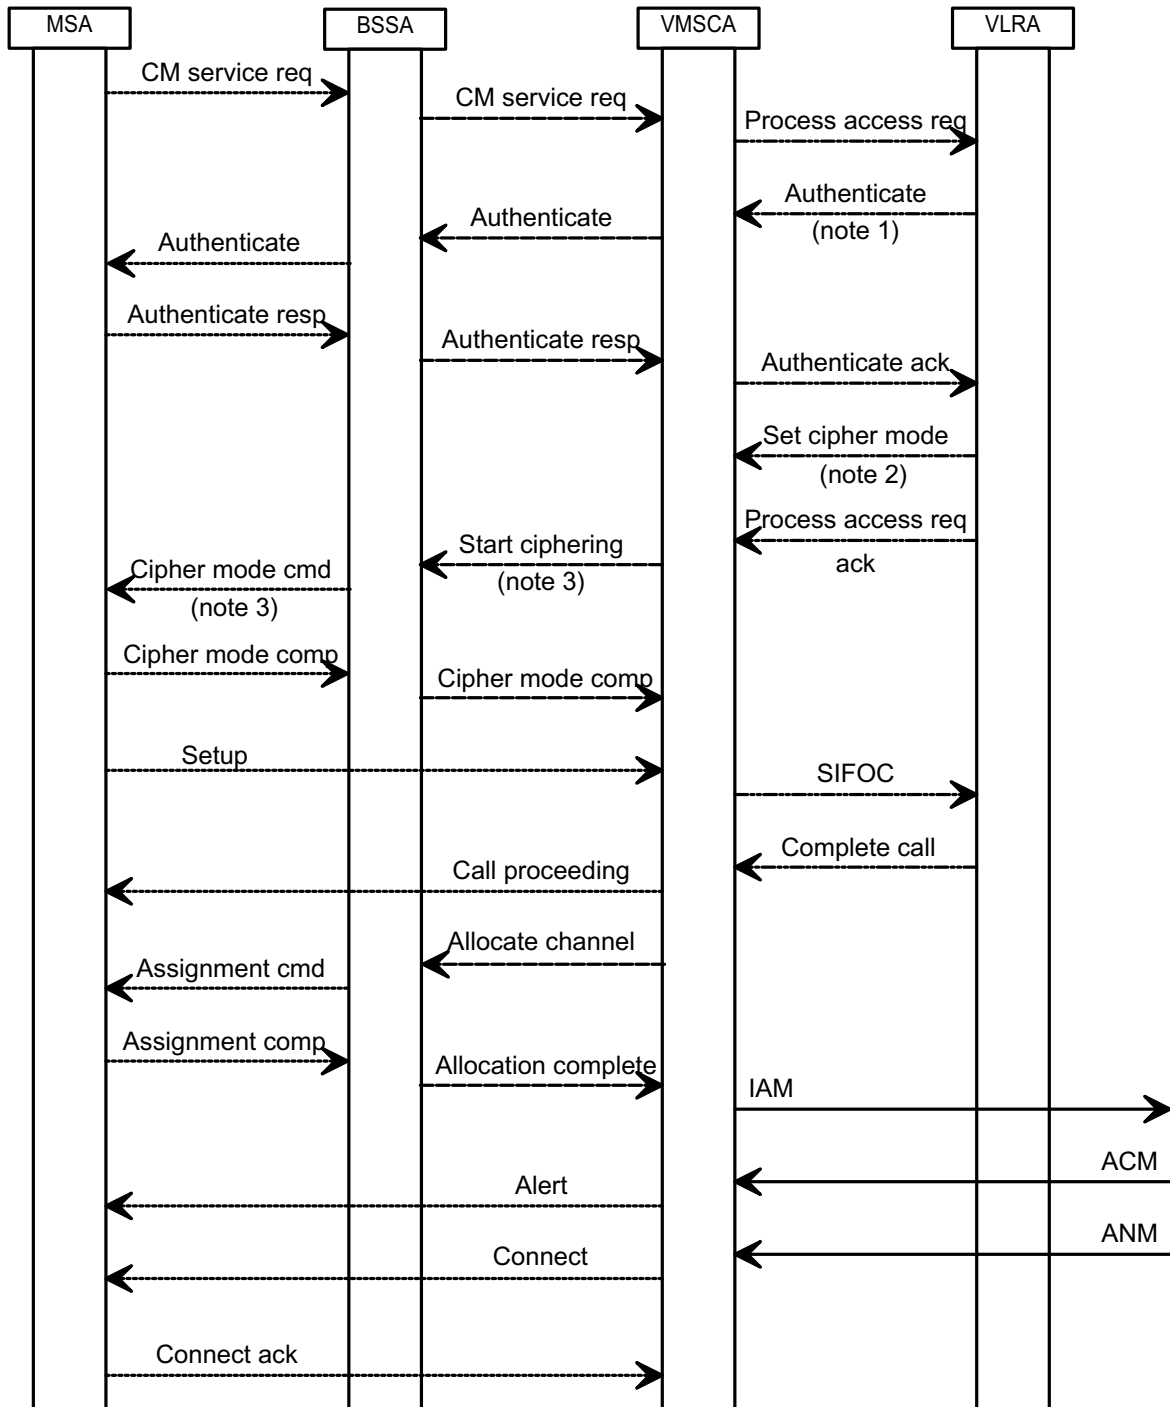 MSA
BSSA
VMSCA
VLRA
CM service req
CM service req
Process access req
Authenticate
(note 1)
Authenticate
Authenticate
Authenticate resp
Authenticate resp
Authenticate ack
Set cipher mode
(note 2)
Process access req
ack
Start ciphering
(note 3)
Cipher mode cmd
(note 3)
Cipher mode comp
Cipher mode comp
Setup
SIFOC
Complete call
Call proceeding
Allocate channel
Assignment cmd
Assignment comp
Allocation complete
IAM
ACM
Alert
ANM
Connect
Connect ack